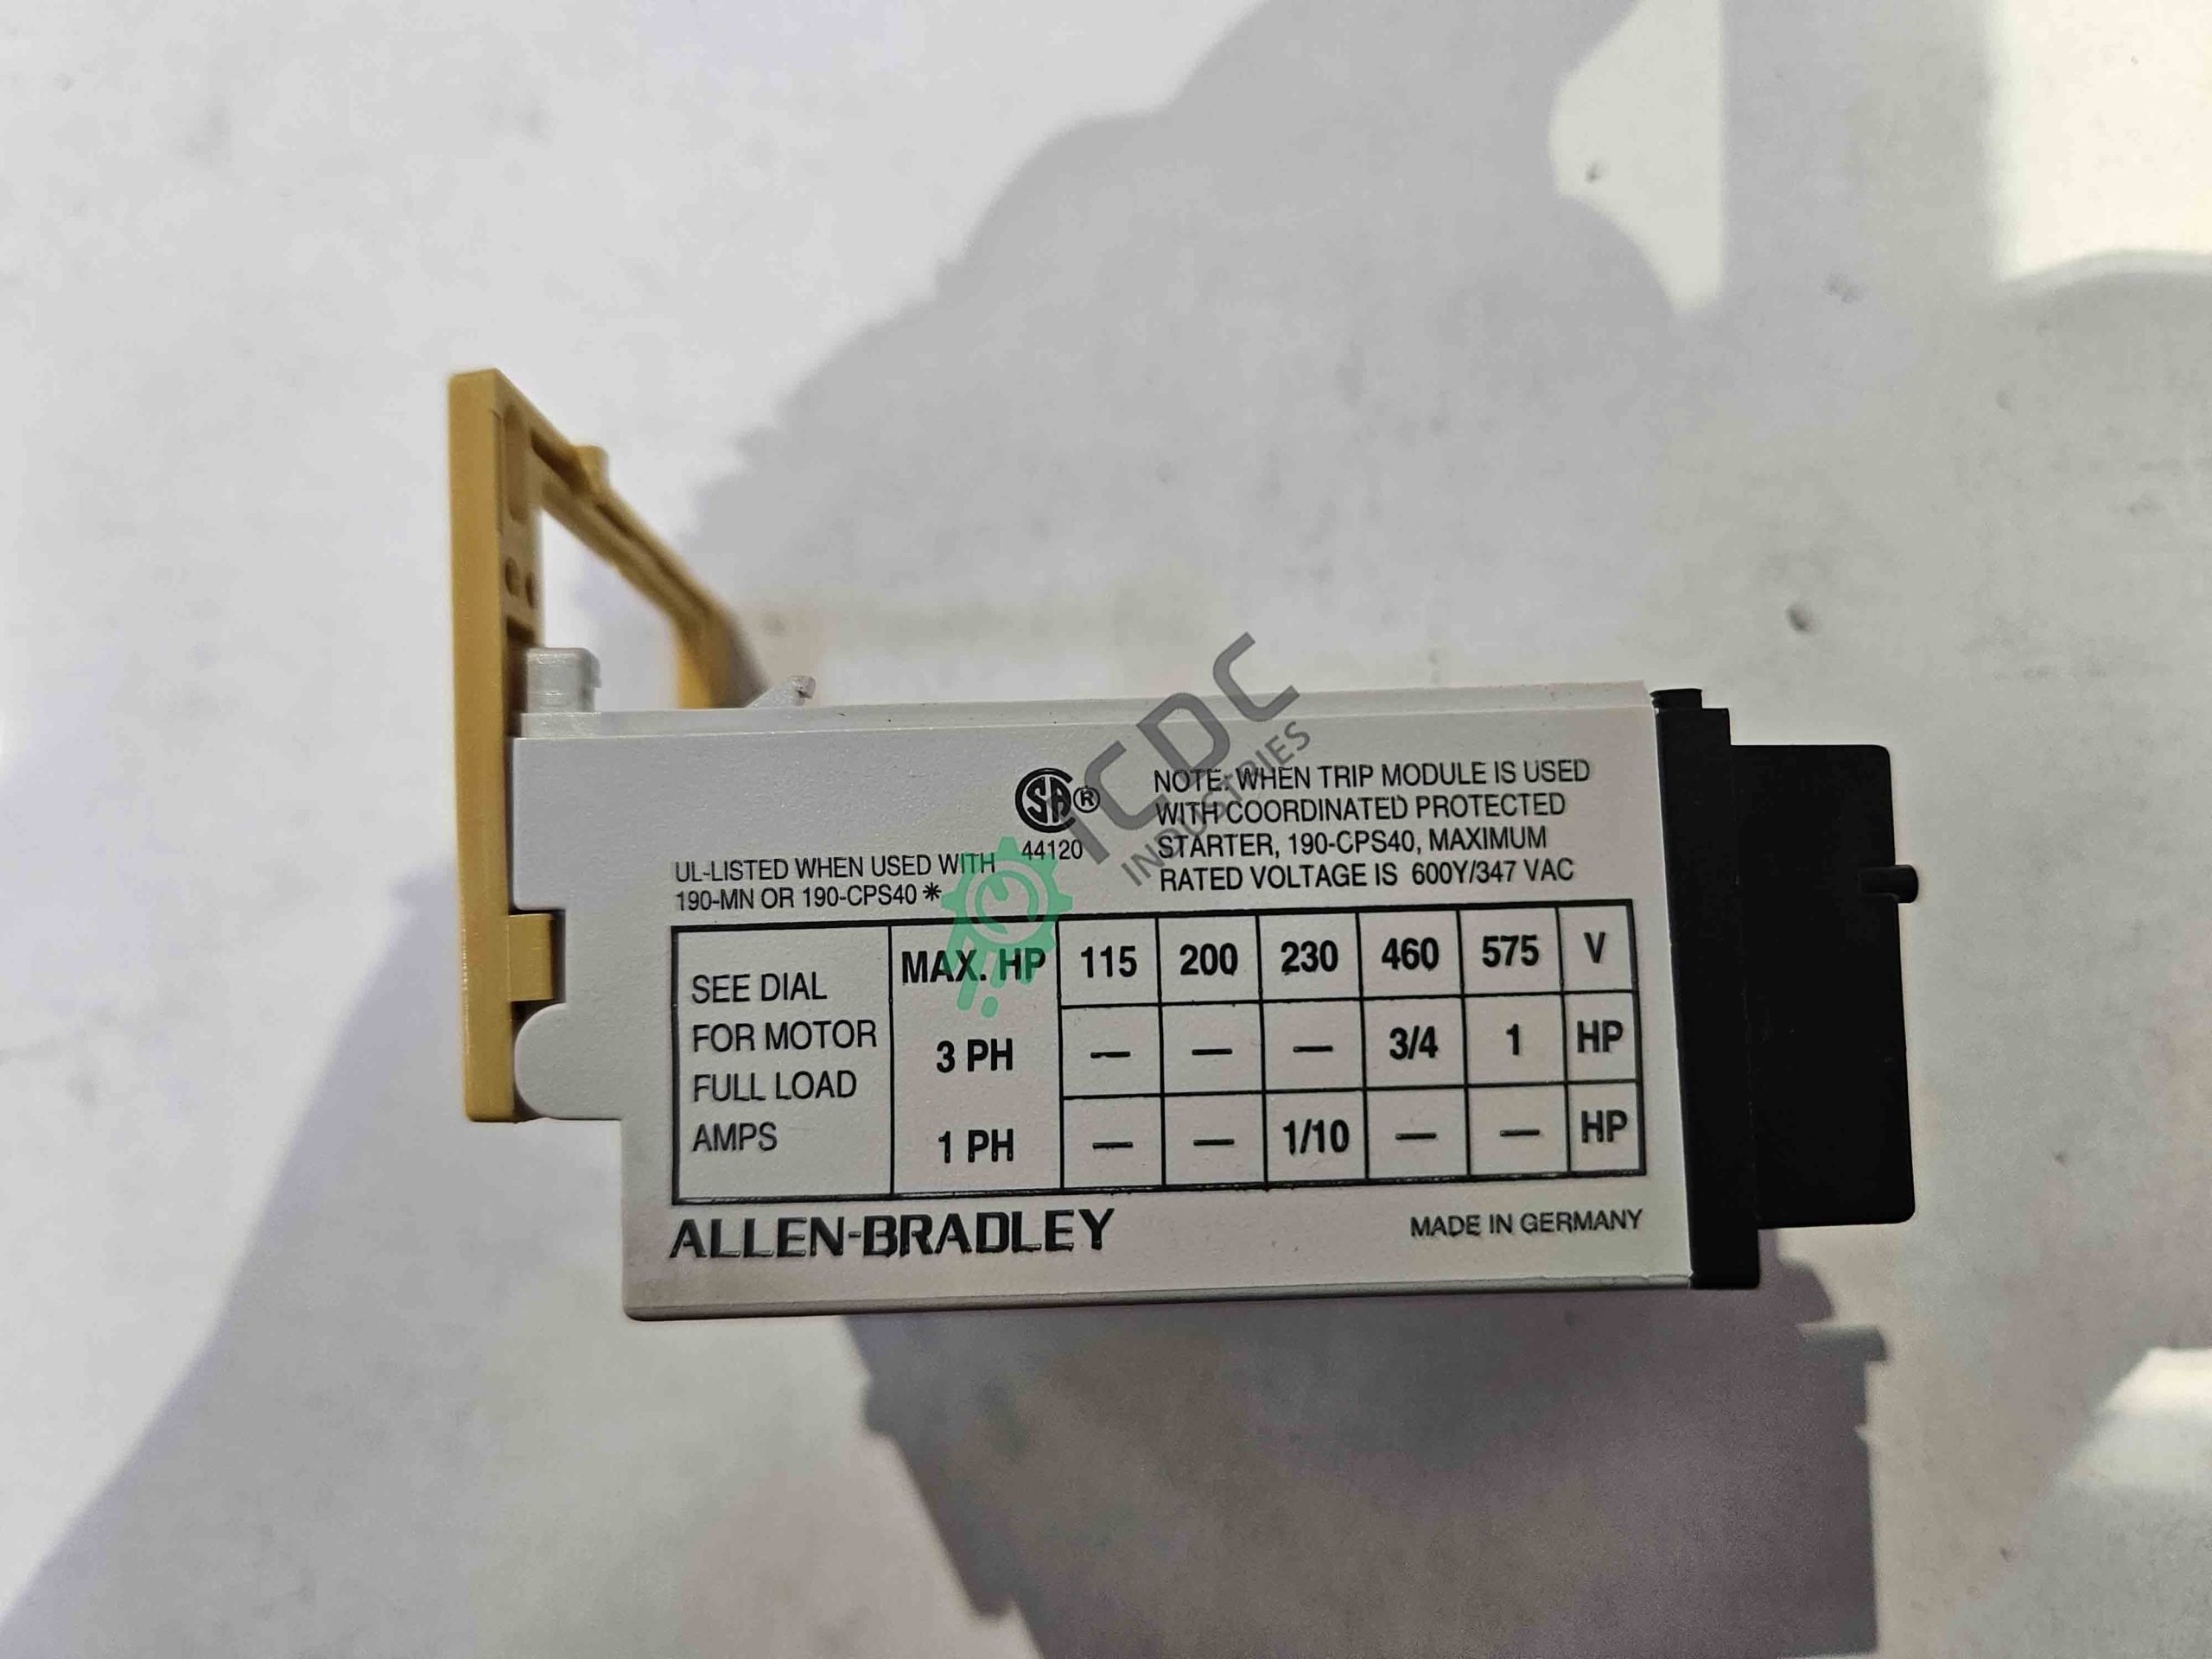 ICDC
INDUSTRIES
SA®
44120
NOTE: WHEN TRIP MODULE IS USED
WITH COORDINATED PROTECTED
STARTER, 190-CPS40, MAXIMUM
RATED VOLTAGE IS 600Y/347 VAC
UL-LISTED WHEN USED WITH
190-MN OR 190-CPS40 *
SEE DIAL
FOR MOTOR
FULL LOAD
AMPS
MAX. HP 115 200 230 460 575 V
3 PH — — — 3/4 1 HP
1 PH — — 1/10 — — HP
ALLEN-BRADLEY
MADE IN GERMANY